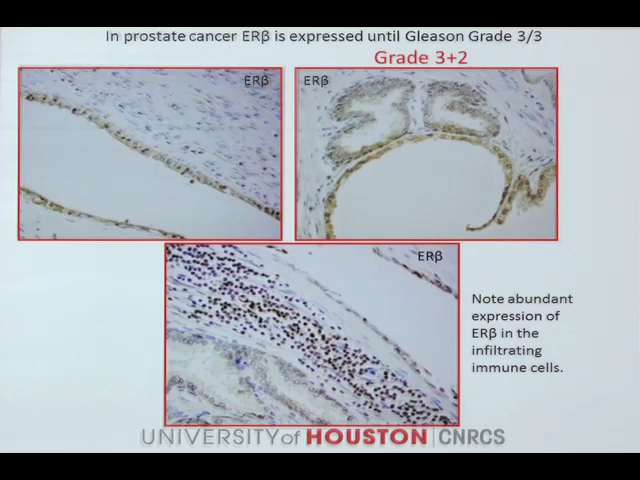 In prostate cancer ERβ is expressed until Gleason Grade 3/3
Grade 3+2
ERβ
ERβ
ERβ
Note abundant
expression of
ERβ in the
infiltrating
immune cells.
UNIVERSITY of HOUSTON CNRCS